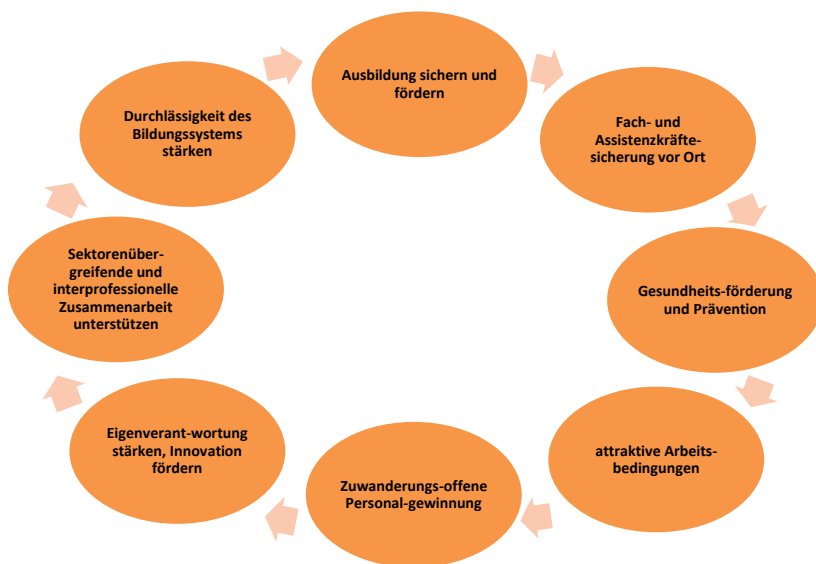 Ausbildung sichern und
fördern
Fach- und
Assistenzkräfte-
sicherung vor Ort
Gesundheits-förderung
und Prävention
attraktive Arbeits-
bedingungen
Zuwanderungs-offene
Personal-gewinnung
Eigenverant-wortung
stärken, Innovation
fördern
Sektorenüber-
greifende und
interprofessionelle
Zusammenarbeit
unterstützen
Durchlässigkeit des
Bildungssystems
stärken